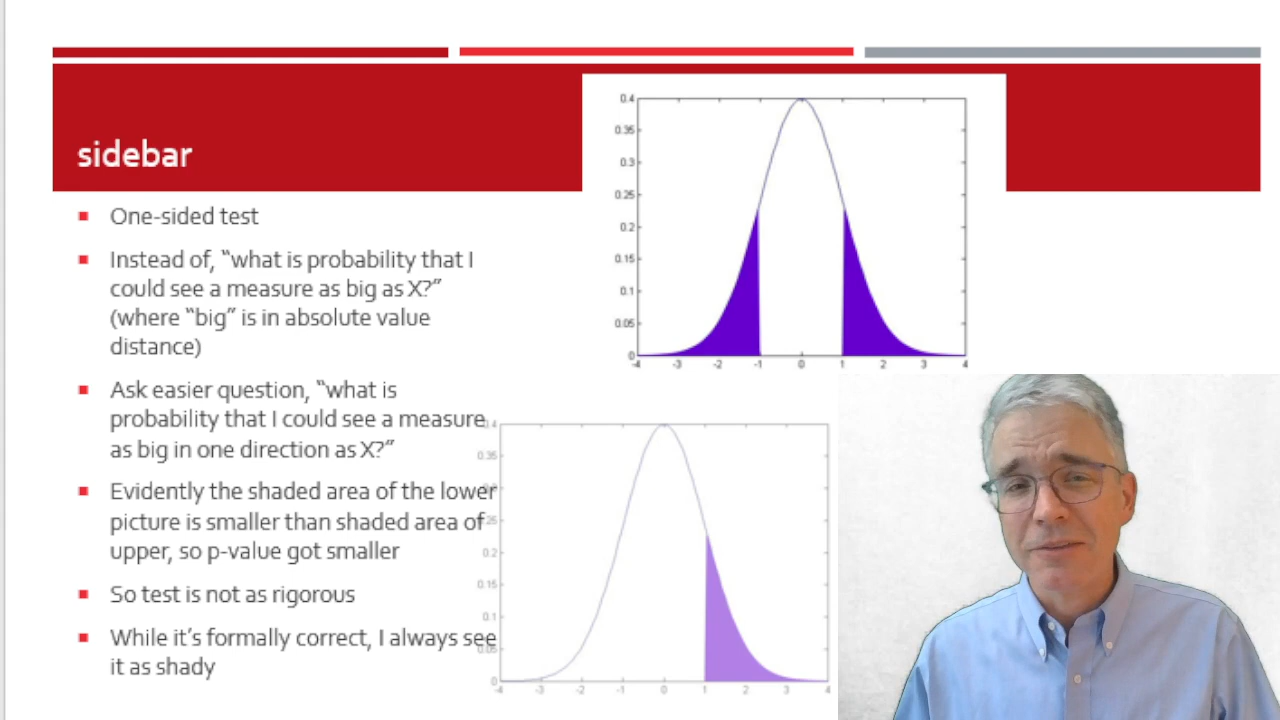 sidebar
One-sided test
Instead of, “what is probability that I
could see a measure as big as X?”
(where “big” is in absolute value
distance)
Ask easier question, “what is
probability that I could see a measure
as big in one direction as X?”
Evidently the shaded area of the lower
picture is smaller than shaded area of
upper, so p-value got smaller
So test is not as rigorous
While it’s formally correct, I always see
it as shady
0.4
0.35
0.3
0.25
0.2
0.15
0.1
0.05
0
-4 -3 -2 -1 0 1 2 3 4
0.4
0.35
0.3
0.25
0.2
0.15
0.1
0.05
0
-4 -3 -2 -1 0 1 2 3 4